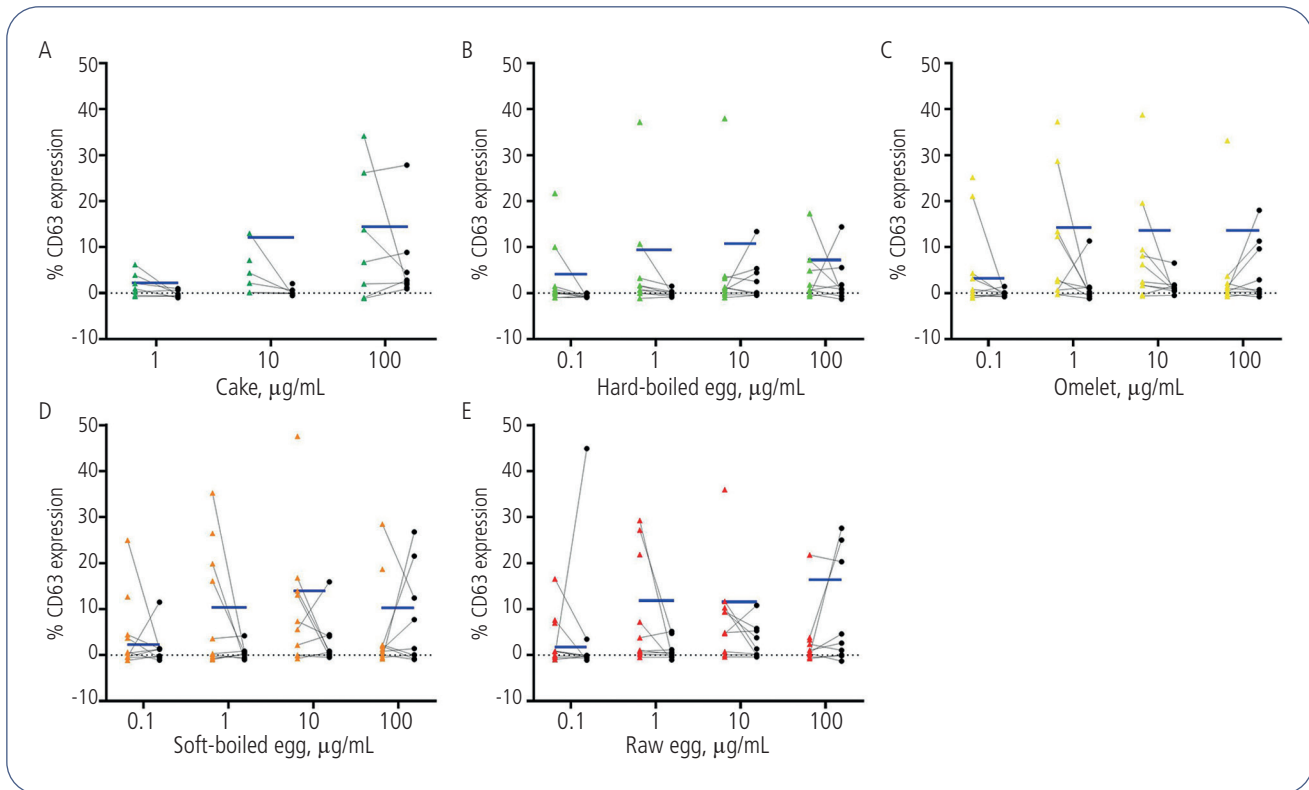 A
% CD63 expression
50
40
30
20
10
0
-10
1 10 100
Cake, µg/mL
B
% CD63 expression
50
40
30
20
10
0
-10
0.1 1 10 100
Hard-boiled egg, µg/mL
C
% CD63 expression
50
40
30
20
10
0
-10
0.1 1 10 100
Omelet, µg/mL
D
% CD63 expression
50
40
30
20
10
0
-10
0.1 1 10 100
Soft-boiled egg, µg/mL
E
% CD63 expression
50
40
30
20
10
0
-10
0.1 1 10 100
Raw egg, µg/mL